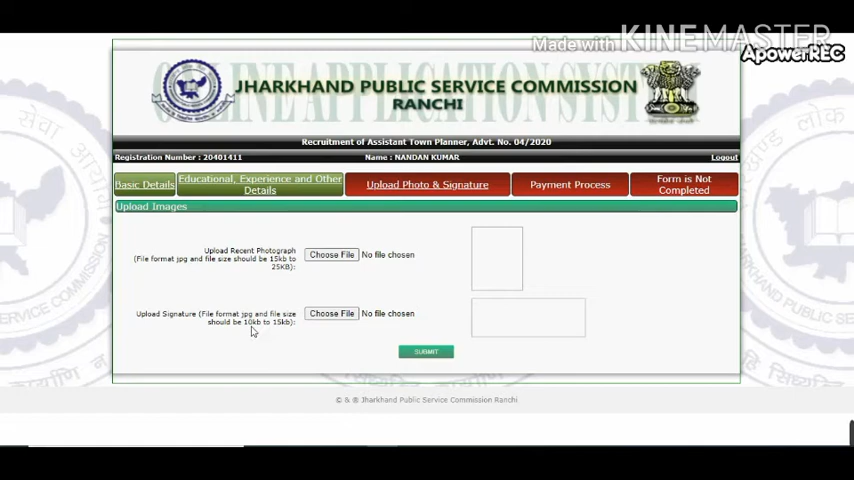 Made with KINEMASTER
ApowerREC
ONLINE APPLICATION SYSTEM
JHARKHAND PUBLIC SERVICE COMMISSION
RANCHI
Recruitment of Assistant Town Planner, Advt. No. 04/2020
Registration Number : 20401411 Name : NANDAN KUMAR Logout
Basic Details Educational, Experience and Other Details Upload Photo & Signature Payment Process Form is Not Completed
Upload Images
Upload Recent Photograph
(File format jpg and file size should be 15kb to
25KB):
Choose File No file chosen
Upload Signature (File format jpg and file size
should be 10kb to 15kb):
Choose File No file chosen
SUBMIT
© & ® Jharkhand Public Service Commission Ranchi